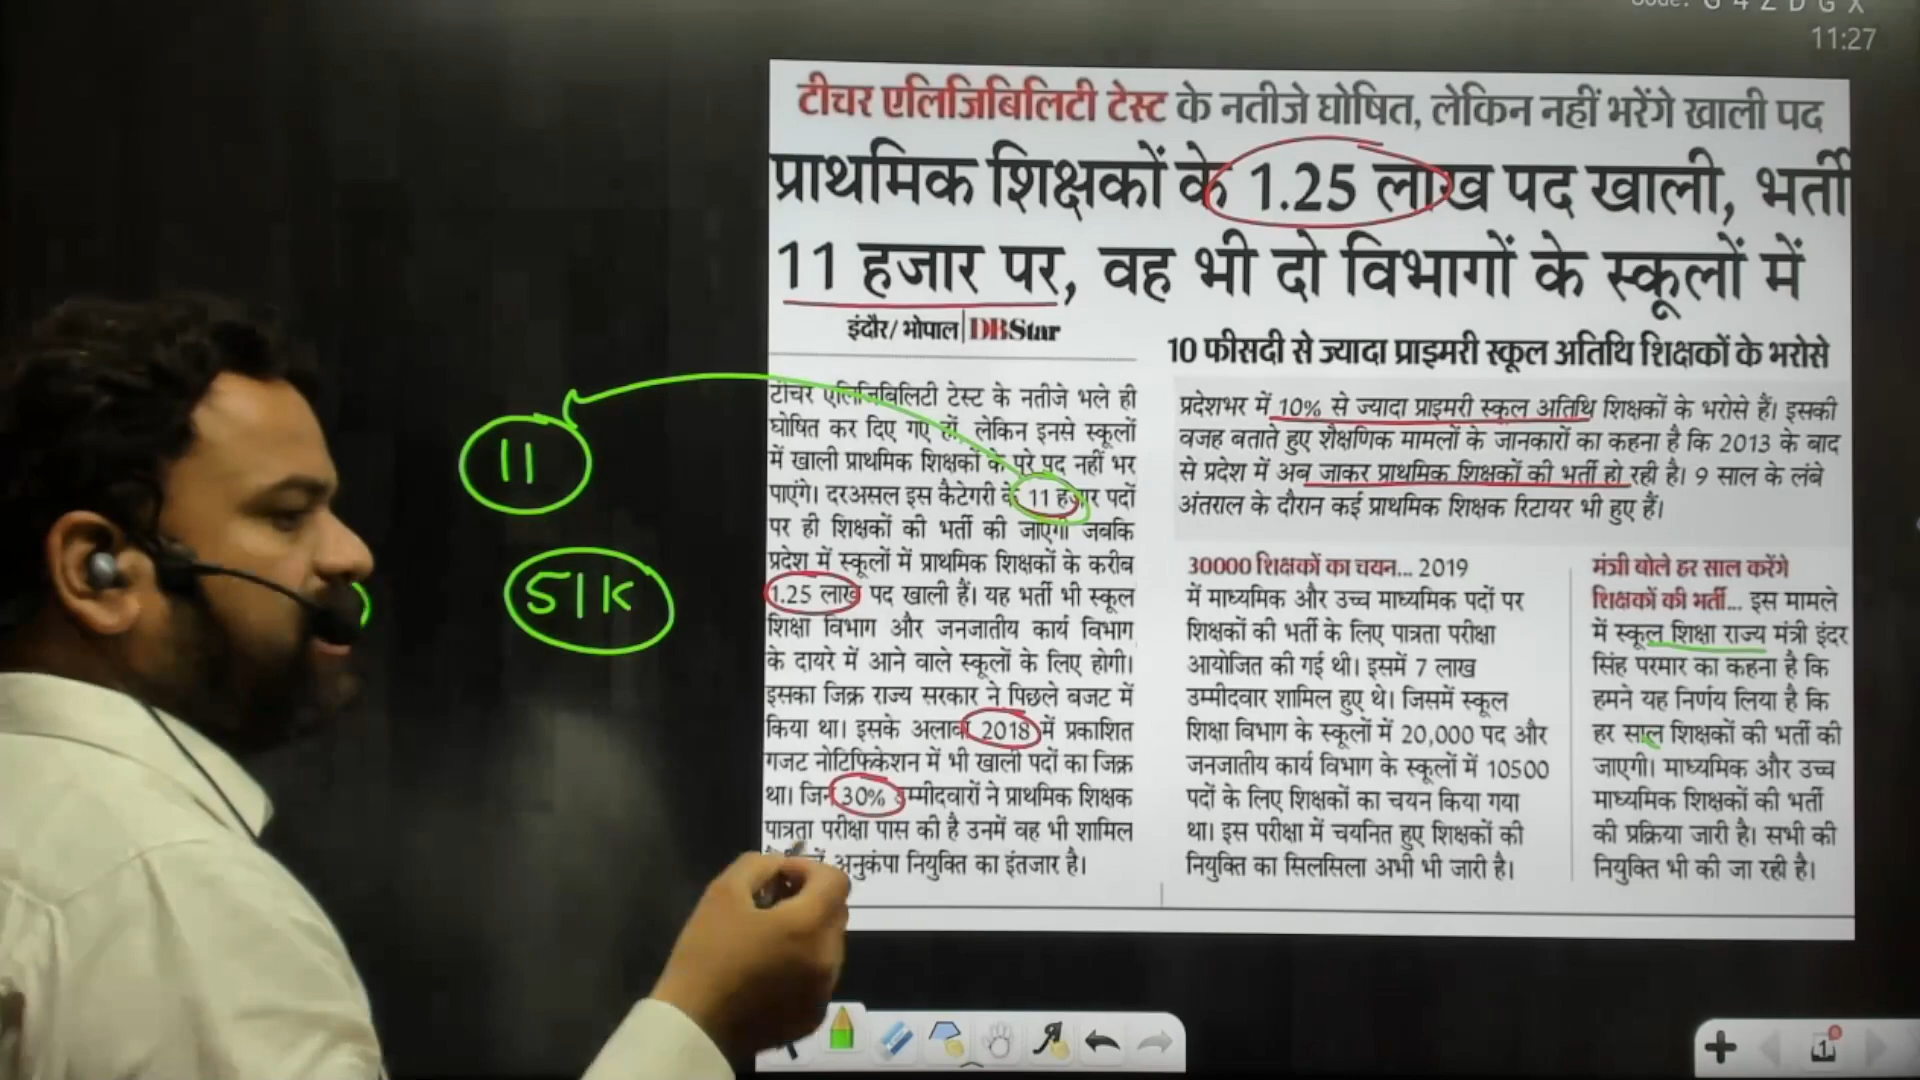 Code: G 4 Z D G X
11:27
टीचर एलिजिबिलिटी टेस्ट के नतीजे घोषित, लेकिन नहीं भरेंगे खाली पद
प्राथमिक शिक्षकों के 1.25 लाख पद खाली, भर्ती
11 हजार पर, वह भी दो विभागों के स्कूलों में
इंदौर/भोपाल|DBStar
टीचर एलिजिबिलिटी टेस्ट के नतीजे भले ही
घोषित कर दिए गए हों, लेकिन इनसे स्कूलों
में खाली प्राथमिक शिक्षकों के पूरे पद नहीं भर
पाएंगे। दरअसल इस कैटेगरी के 11 हजार पदों
पर ही शिक्षकों की भर्ती की जाएगी जबकि
प्रदेश में स्कूलों में प्राथमिक शिक्षकों के करीब
1.25 लाख पद खाली हैं। यह भर्ती भी स्कूल
शिक्षा विभाग और जनजातीय कार्य विभाग
के दायरे में आने वाले स्कूलों के लिए होगी।
इसका जिक्र राज्य सरकार ने पिछले बजट में
किया था। इसके अलावा 2018 में प्रकाशित
गजट नोटिफिकेशन में भी खाली पदों का जिक्र
था। जिन 30% उम्मीदवारों ने प्राथमिक शिक्षक
पात्रता परीक्षा पास की है उनमें वह भी शामिल
अनुकंपा नियुक्ति का इंतजार है।
10 फीसदी से ज्यादा प्राइमरी स्कूल अतिथि शिक्षकों के भरोसे
प्रदेशभर में 10% से ज्यादा प्राइमरी स्कूल अतिथि शिक्षकों के भरोसे हैं। इसकी
वजह बताते हुए शैक्षणिक मामलों के जानकारों का कहना है कि 2013 के बाद
से प्रदेश में अब जाकर प्राथमिक शिक्षकों की भर्ती हो रही है। 9 साल के लंबे
अंतराल के दौरान कई प्राथमिक शिक्षक रिटायर भी हुए हैं।
30000 शिक्षकों का चयन... 2019
में माध्यमिक और उच्च माध्यमिक पदों पर
शिक्षकों की भर्ती के लिए पात्रता परीक्षा
आयोजित की गई थी। इसमें 7 लाख
उम्मीदवार शामिल हुए थे। जिसमें स्कूल
शिक्षा विभाग के स्कूलों में 20,000 पद और
जनजातीय कार्य विभाग के स्कूलों में 10500
पदों के लिए शिक्षकों का चयन किया गया
था। इस परीक्षा में चयनित हुए शिक्षकों की
नियुक्ति का सिलसिला अभी भी जारी है।
मंत्री बोले हर साल करेंगे
शिक्षकों की भर्ती... इस मामले
में स्कूल शिक्षा राज्य मंत्री इंदर
सिंह परमार का कहना है कि
हमने यह निर्णय लिया है कि
हर साल शिक्षकों की भर्ती की
जाएगी। माध्यमिक और उच्च
माध्यमिक शिक्षकों की भर्ती
की प्रक्रिया जारी है। सभी की
नियुक्ति भी की जा रही है।
11
51K
1